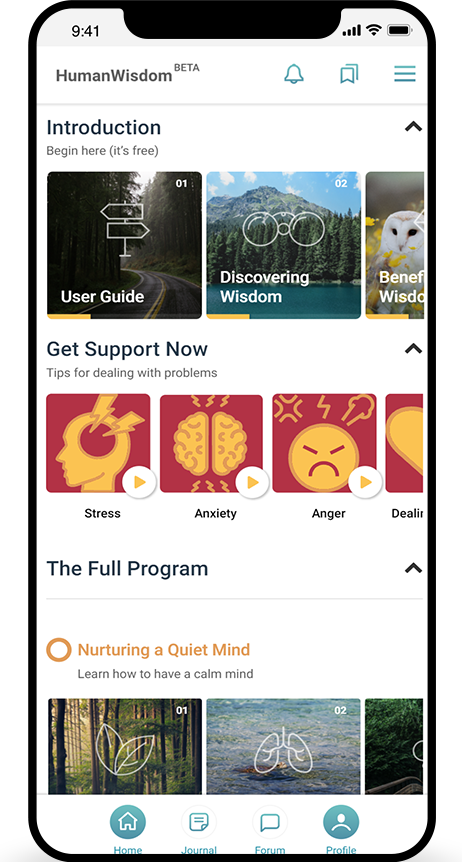 9:41
HumanWisdom BETA
Introduction
Begin here (it's free)
01
02
User Guide
Discovering
Wisdom
Benef
Wisdo
Get Support Now
Tips for dealing with problems
Stress
Anxiety
Anger
Dealin
The Full Program
Nurturing a Quiet Mind
Learn how to have a calm mind
01
02
Home
Journal
Forum
Profile